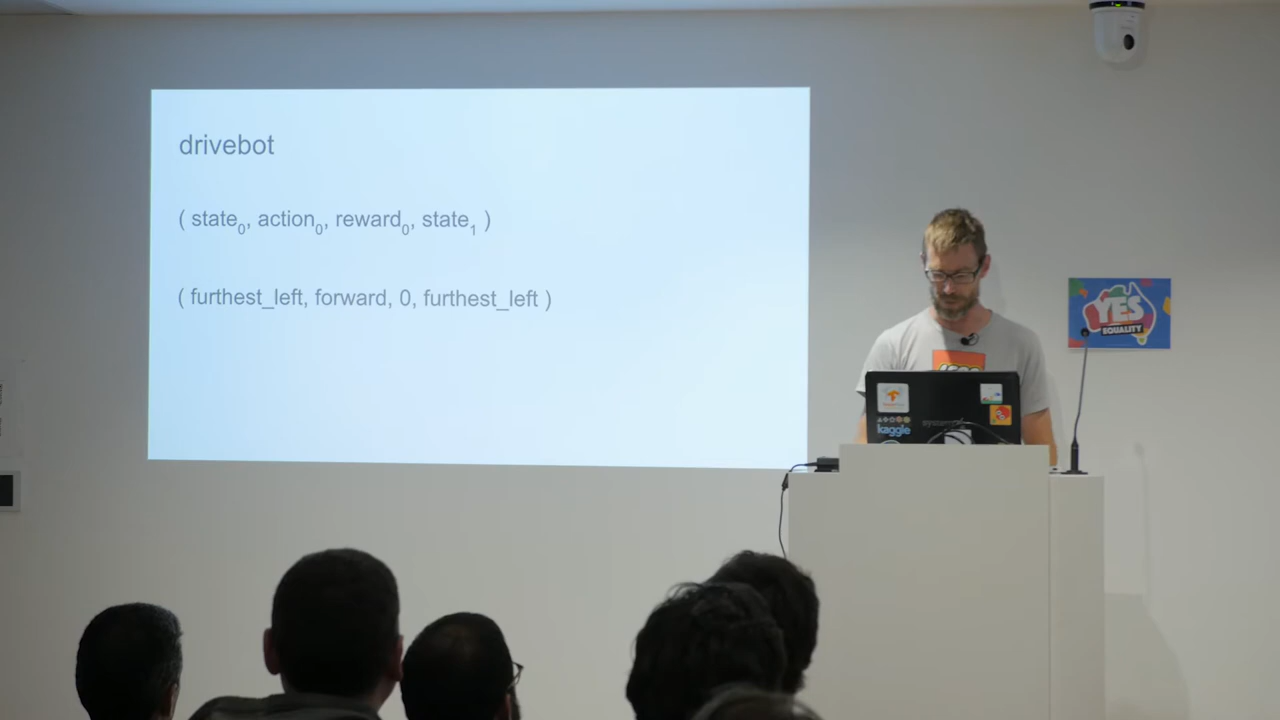 drivebot
( state₀, action₀, reward₀, state₁ )
( furthest_left, forward, 0, furthest_left )
YES
EQUALITY
kaggle